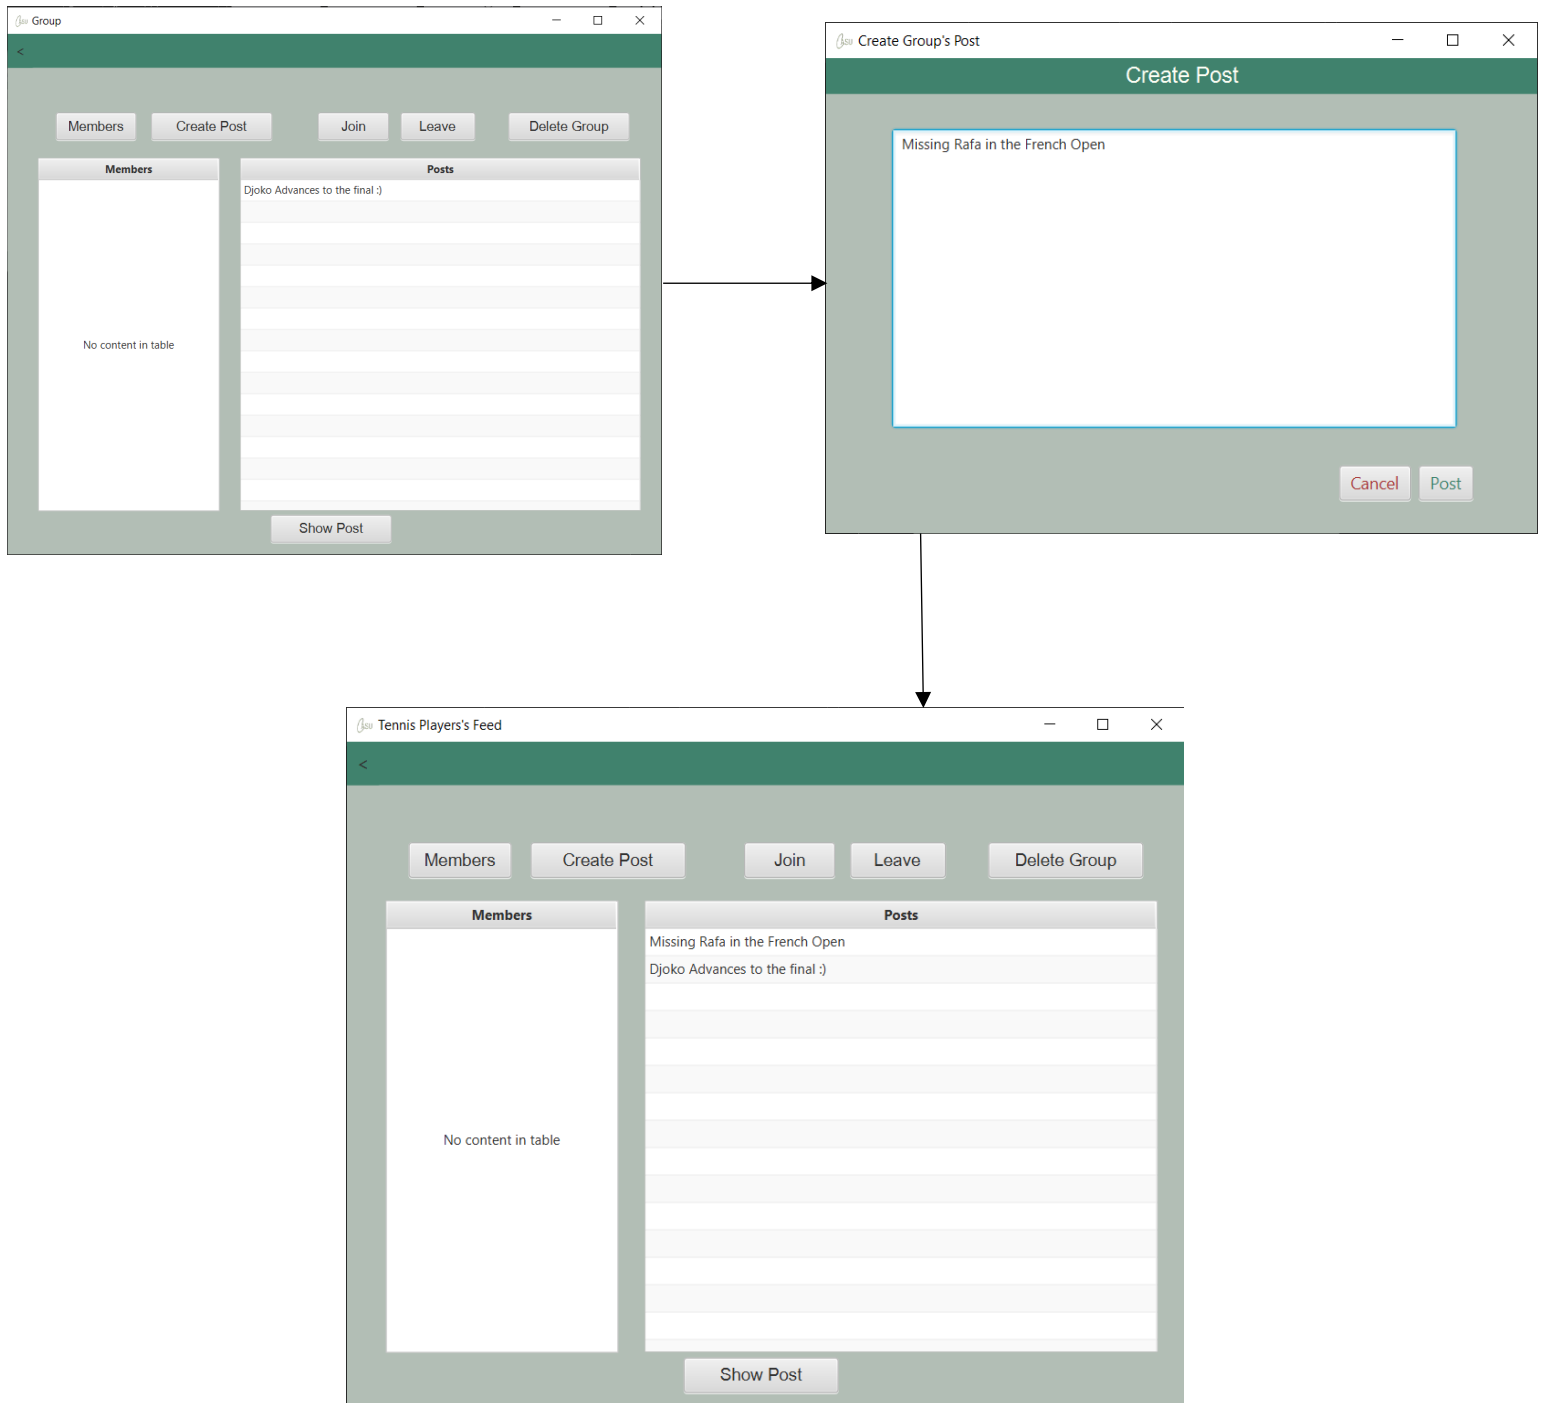 Group
<
Members Create Post Join Leave Delete Group
Members Posts
Djoko Advances to the final :)
No content in table
Show Post
Create Group's Post
Create Post
Missing Rafa in the French Open
Cancel Post
Tennis Players's Feed
<
Members Create Post Join Leave Delete Group
Members Posts
Missing Rafa in the French Open
Djoko Advances to the final :)
No content in table
Show Post